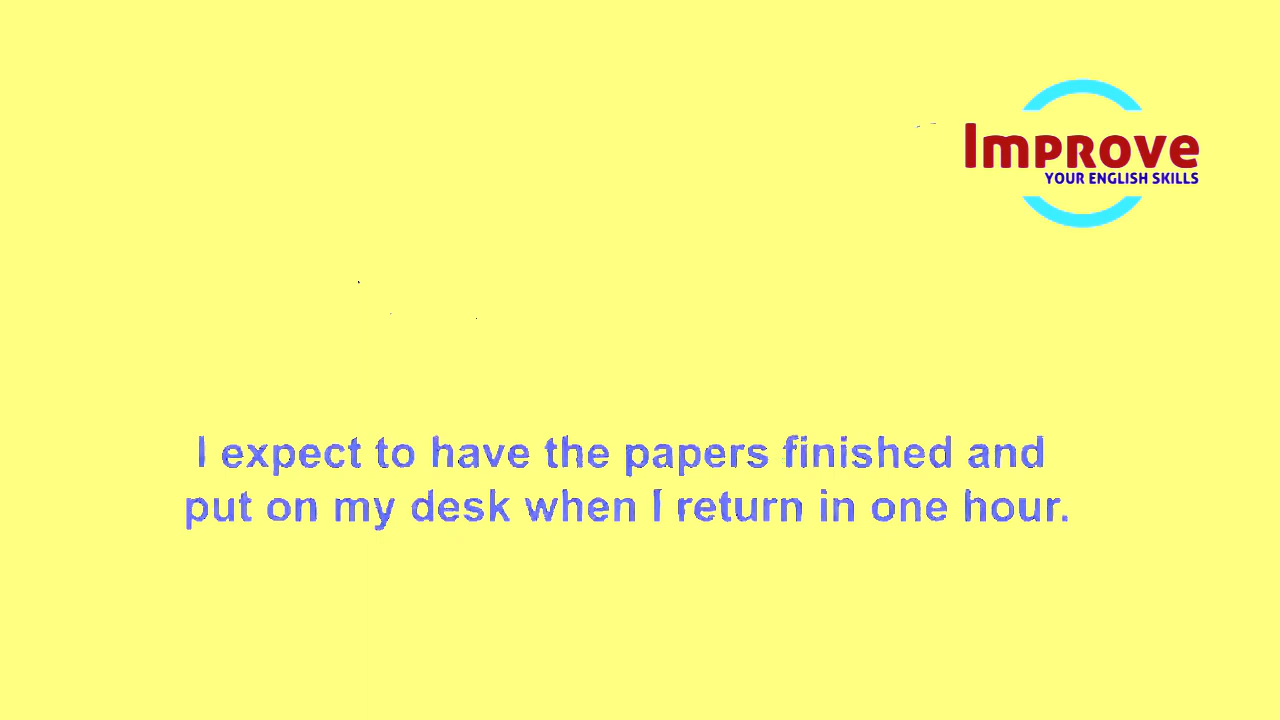 Improve
YOUR ENGLISH SKILLS
I expect to have the papers finished and
put on my desk when I return in one hour.